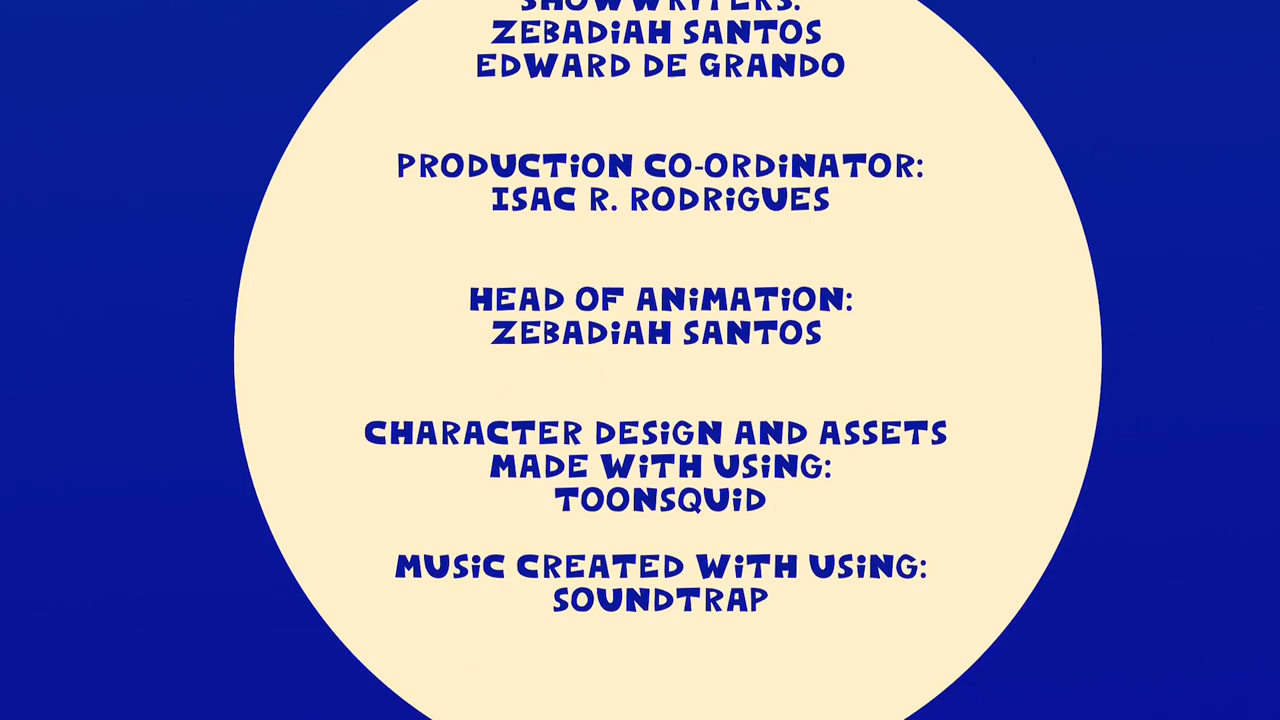 SHOWWRITERS:
ZEBADiAH SANTOS
EDWARD DE GRANDO
PRODUCTiON CO-ORDiNATOR:
ISAC R. RODRiGUES
HEAD OF ANiMATiON:
ZEBADiAH SANTOS
CHARACTER DESiGN AND ASSETS
MADE WiTH USiNG:
TOONSQUiD
MUSiC CREATED WiTH USiNG:
SOUNDTRAP